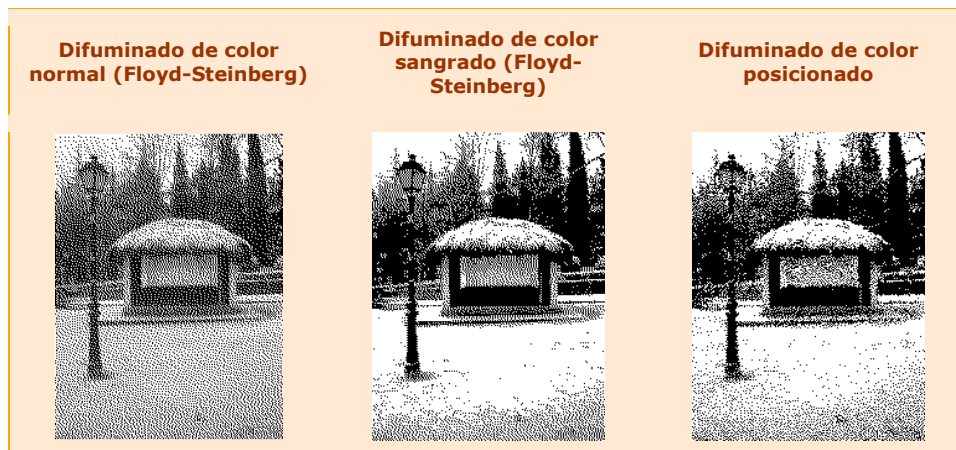 Difuminado de color
normal (Floyd-Steinberg)
Difuminado de color
sangrado (Floyd-
Steinberg)
Difuminado de color
posicionado